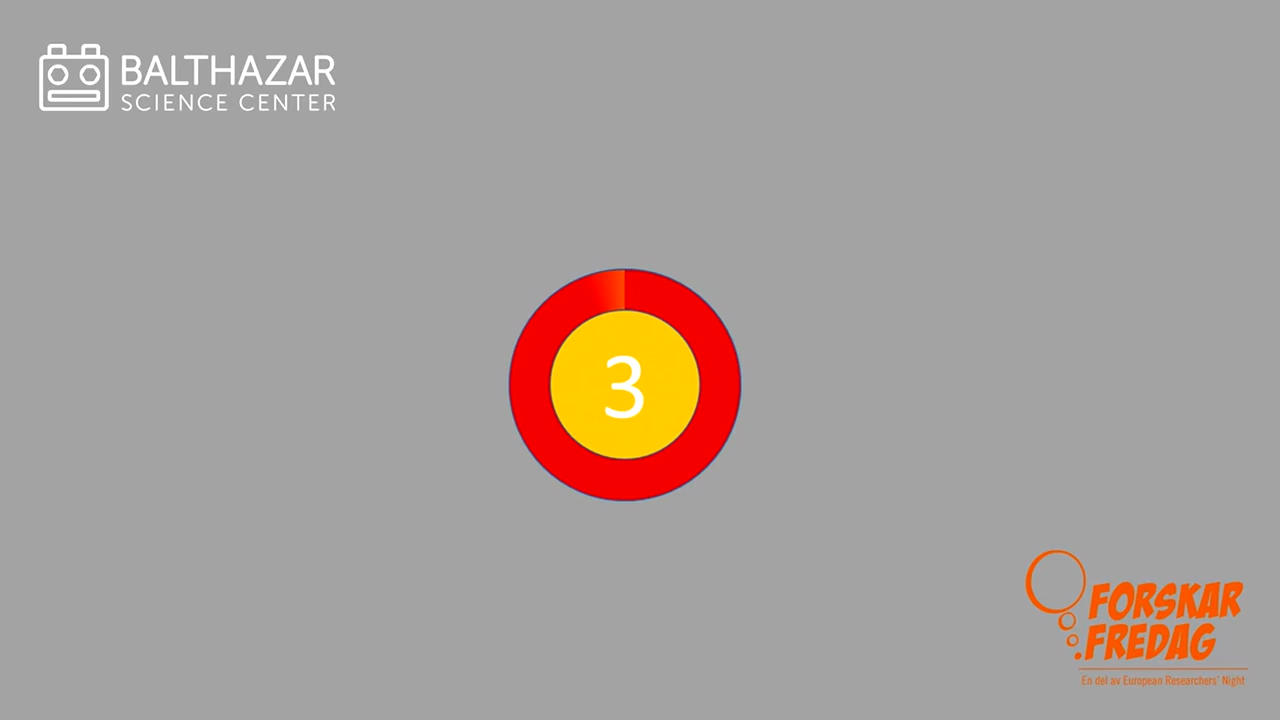 BALTHAZAR
SCIENCE CENTER
3
FORSKAR
FREDAG
En del av European Researchers' Night